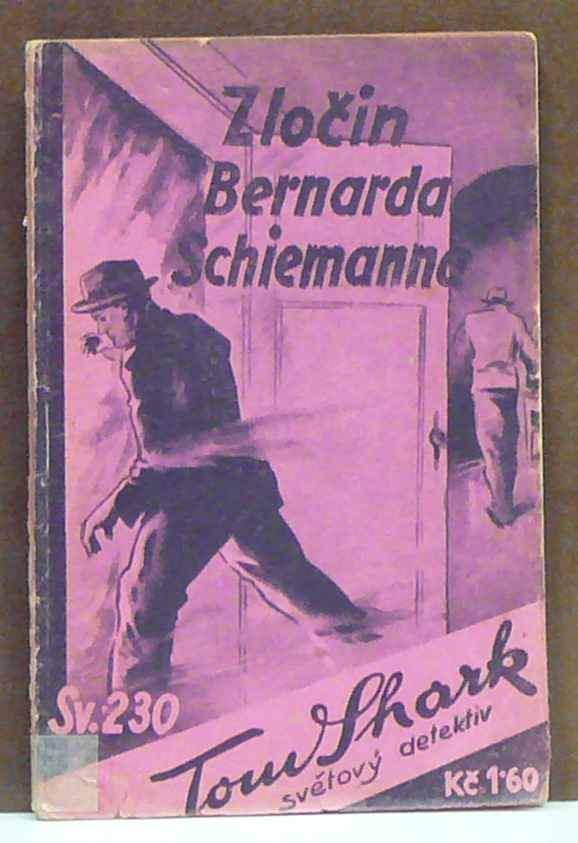 Zločin
Bernarda
Schiemanna
Sv. 230
Tom Shark
světový detektiv
Kč 1·60